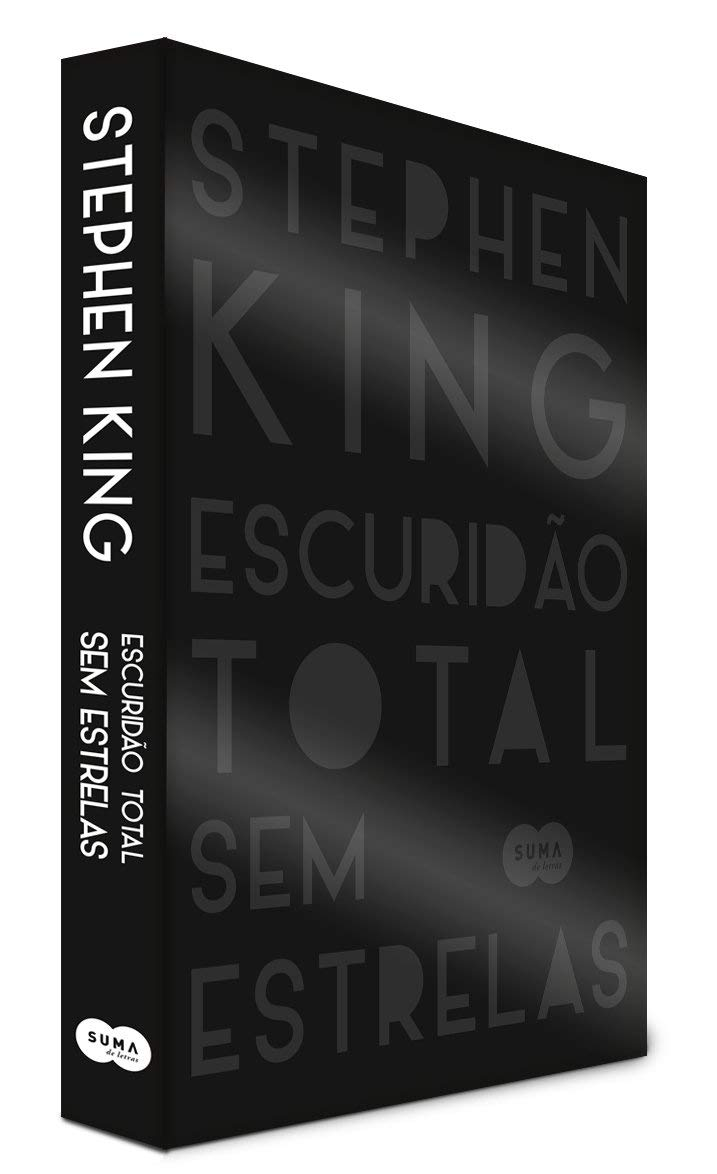 STEPHEN KING
ESCURIDÃO TOTAL
SEM ESTRELAS
SUMA
de letras
STEPHEN
KING
ESCURIDÃO
TOTAL
SEM
SUMA
de letras
ESTRELAS